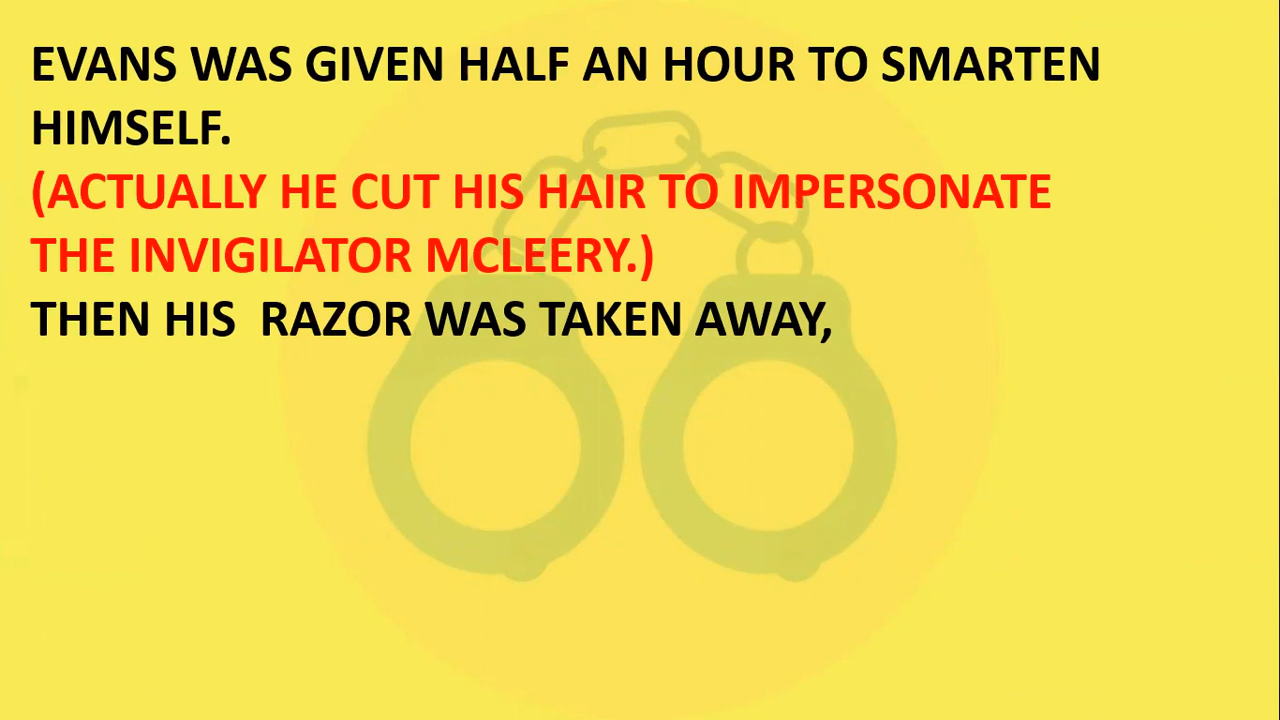 EVANS WAS GIVEN HALF AN HOUR TO SMARTEN
HIMSELF.
(ACTUALLY HE CUT HIS HAIR TO IMPERSONATE
THE INVIGILATOR MCLEERY.)
THEN HIS  RAZOR WAS TAKEN AWAY,